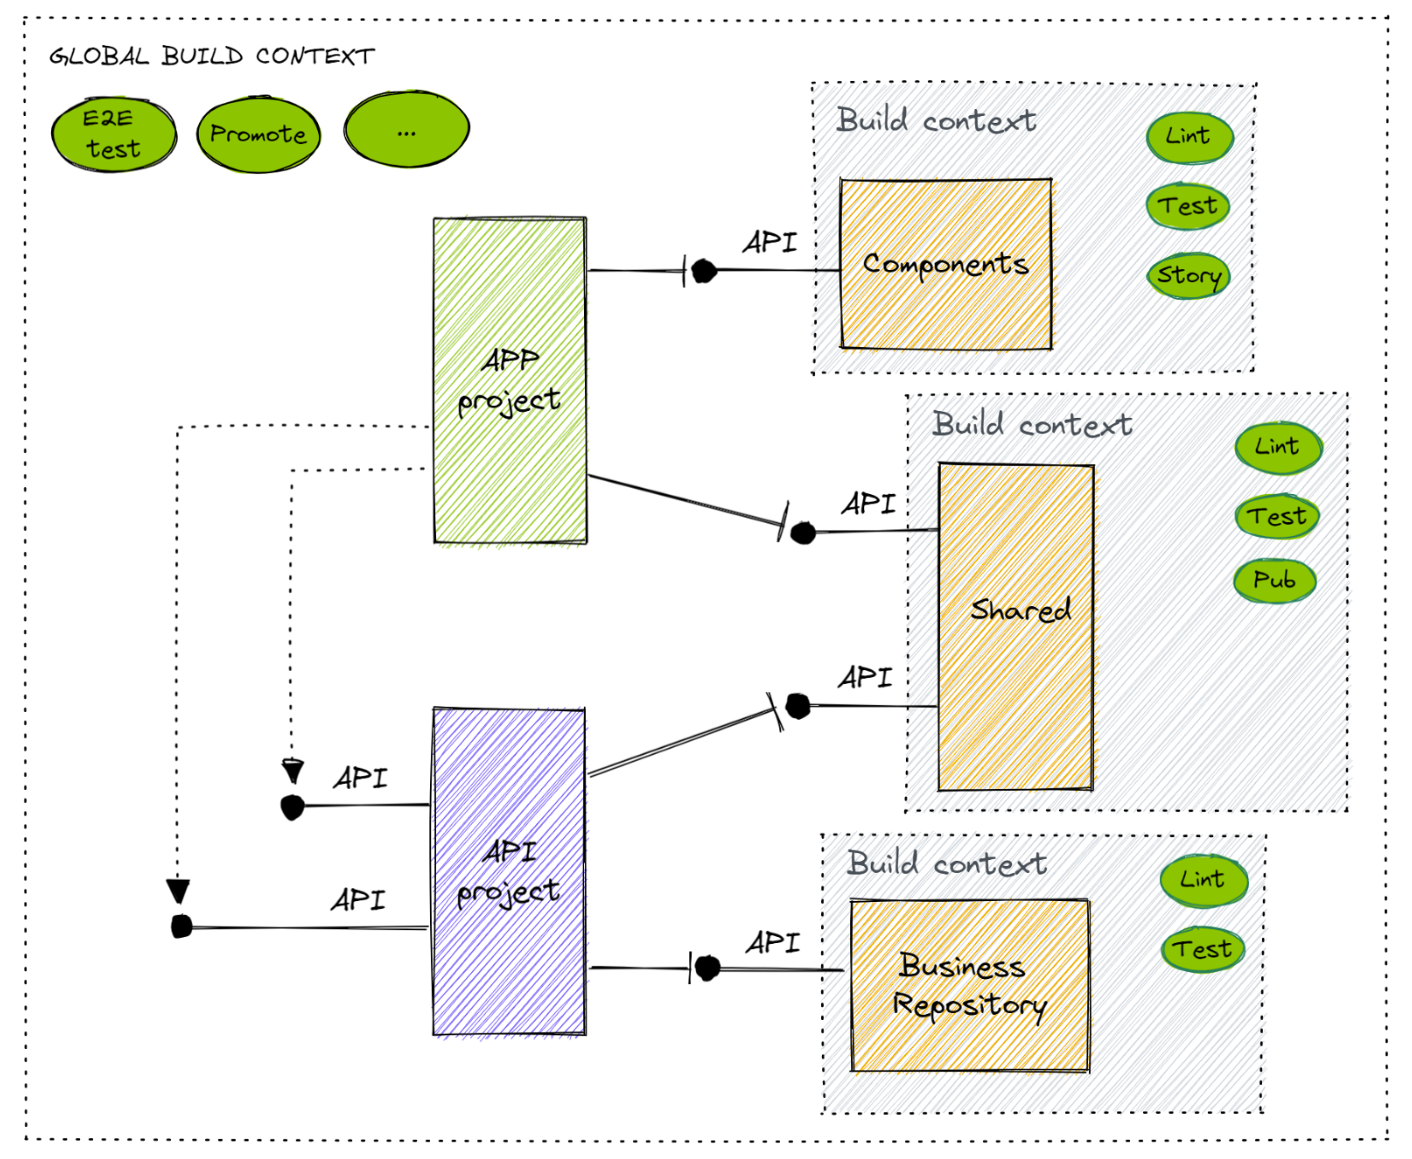 GLOBAL BUILD CONTEXT
E2E
test
Promote
...
Build context
Lint
Test
Story
API
Components
APP
project
Build context
Lint
Test
Pub
API
Shared
API
API
API
API
project
Build context
Lint
Test
API
Business
Repository